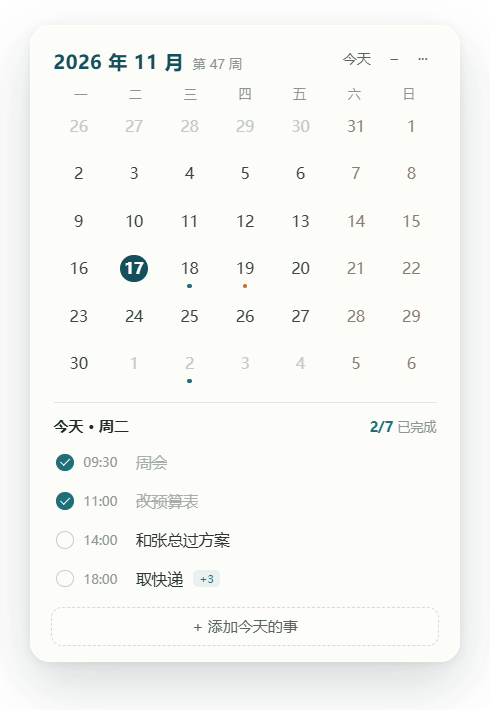 2026 年 11 月 第 47 周 今天 – ···
一 二 三 四 五 六 日
26 27 28 29 30 31 1
2 3 4 5 6 7 8
9 10 11 12 13 14 15
16 17 18 19 20 21 22
23 24 25 26 27 28 29
30 1 2 3 4 5 6
今天 • 周二 2/7 已完成
09:30 周会
11:00 改预算表
14:00 和张总过方案
18:00 取快递 +3
+ 添加今天的事